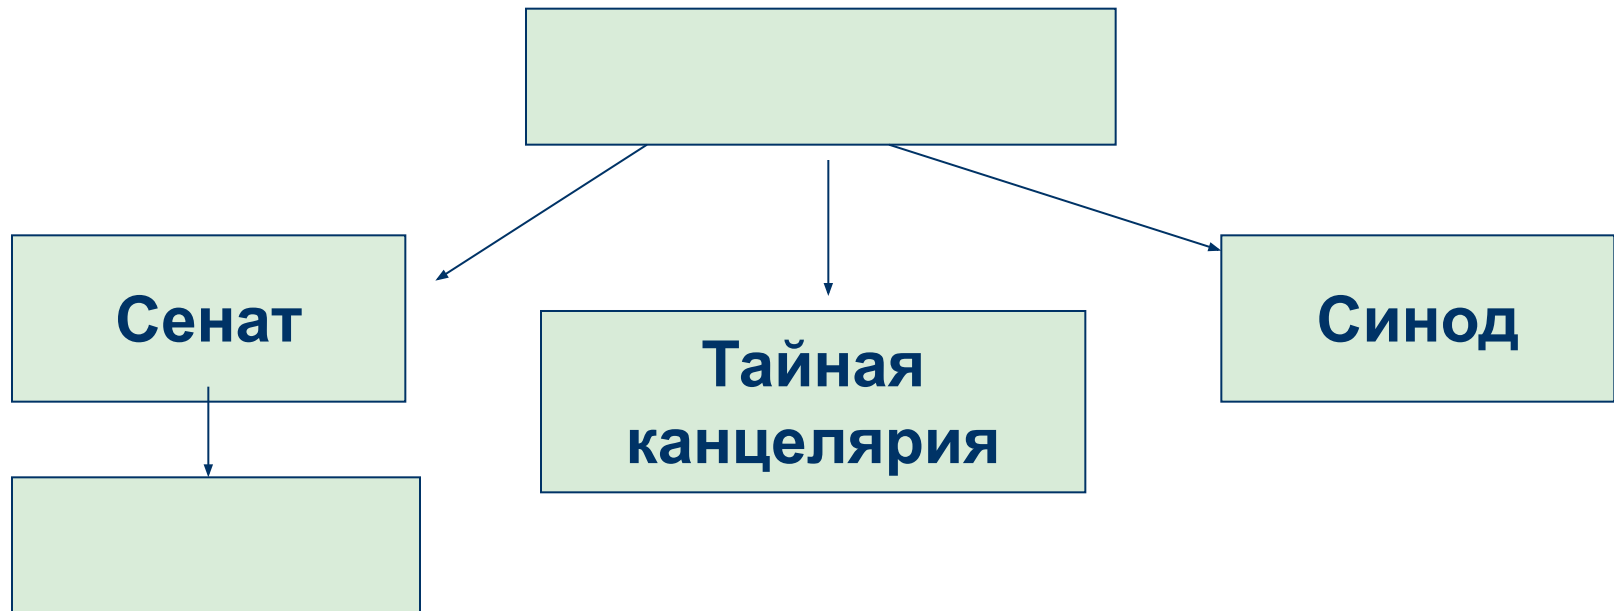 Сенат
Тайная
канцелярия
Синод